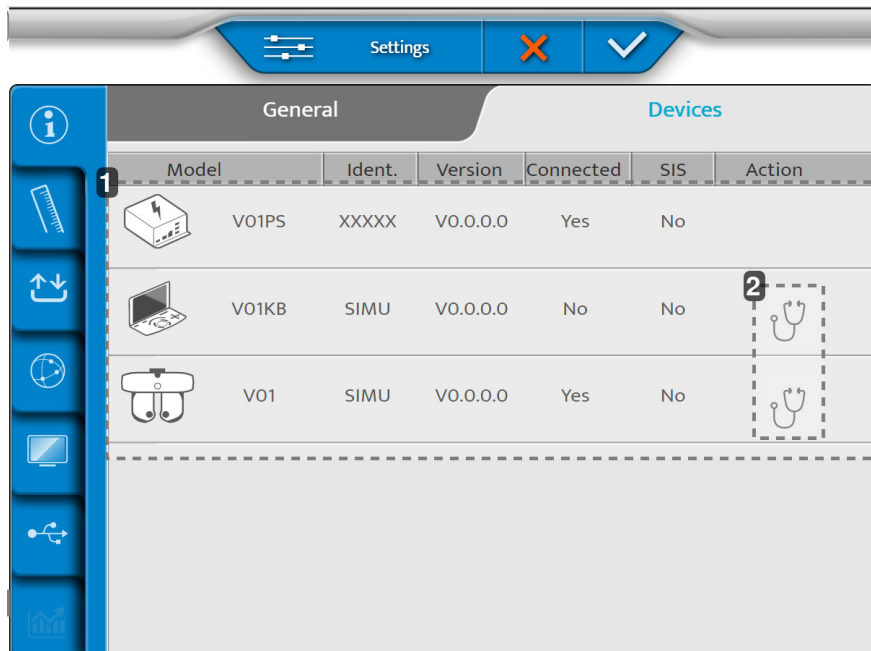 Settings
General Devices
Model Ident. Version Connected SIS Action
1
V01PS XXXXX V0.0.0.0 Yes No
2
V01KB SIMU V0.0.0.0 No No
V01 SIMU V0.0.0.0 Yes No